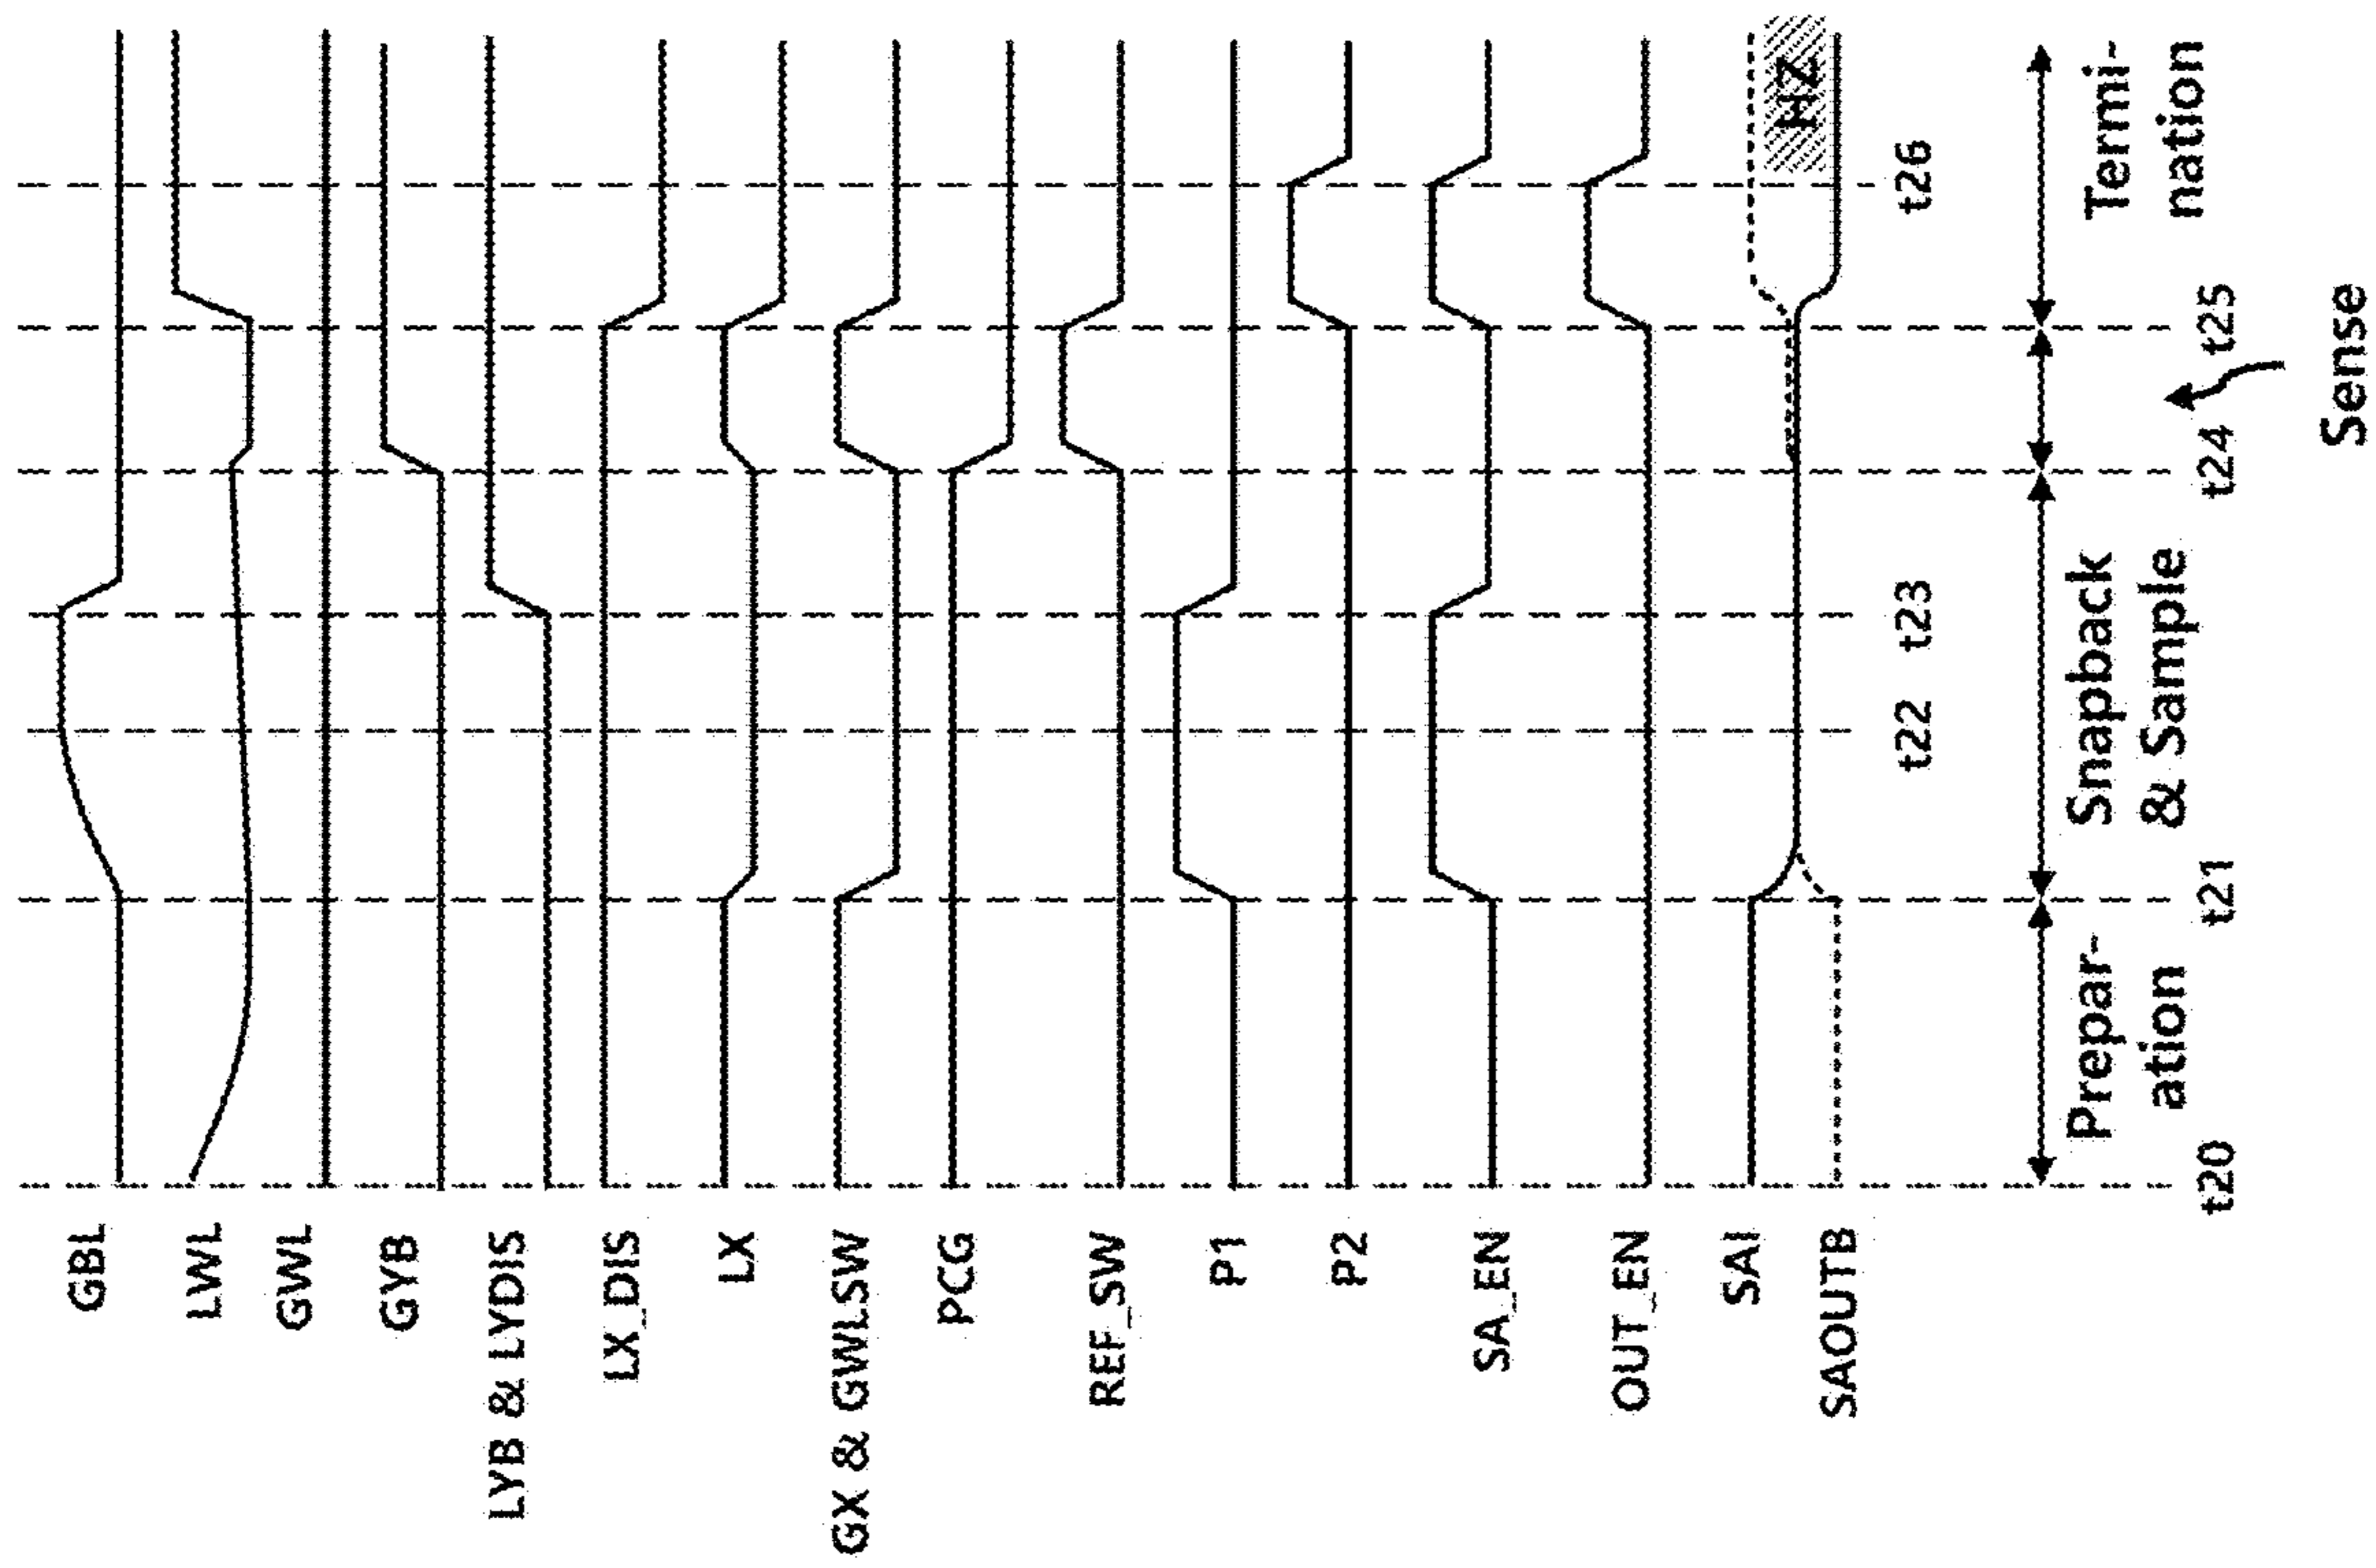 GBL
LWL
GWL
GYB
LYB & LYDIS
LX_DIS
LX
GX & GWLSW
PCG
REF_SW
P1
P2
SA_EN
OUT_EN
SAI
SAOUTB
HZ
t22
t23
t26
t20
t21
t24
t25
Prepar-
ation
Snapback
& Sample
Sense
Termi-
nation